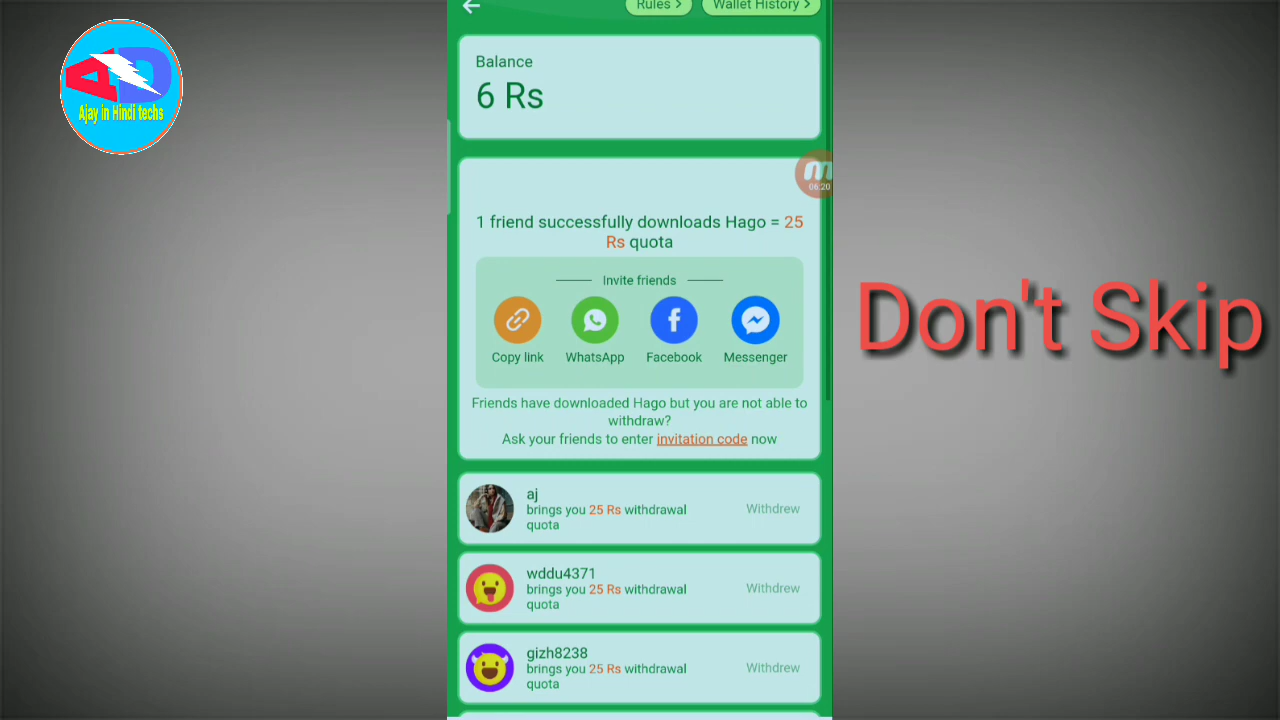 Rules >
Wallet History >
AD
Ajay in Hindi techs
Balance
6 Rs
06:20
1 friend successfully downloads Hago = 25
Rs quota
Invite friends
Copy link
WhatsApp
Facebook
Messenger
Don't Skip
Friends have downloaded Hago but you are not able to
withdraw?
Ask your friends to enter invitation code now
aj
brings you 25 Rs withdrawal
quota
Withdrew
wddu4371
brings you 25 Rs withdrawal
quota
Withdrew
gizh8238
brings you 25 Rs withdrawal
quota
Withdrew